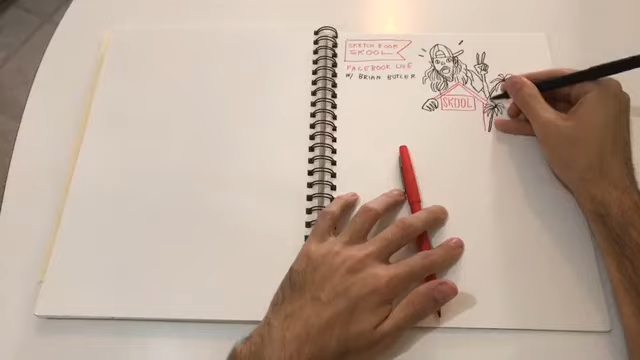 SKETCH BOOK
SKOOL
FACEBOOK LIVE
W/ BRIAN BUTLER
SKOOL